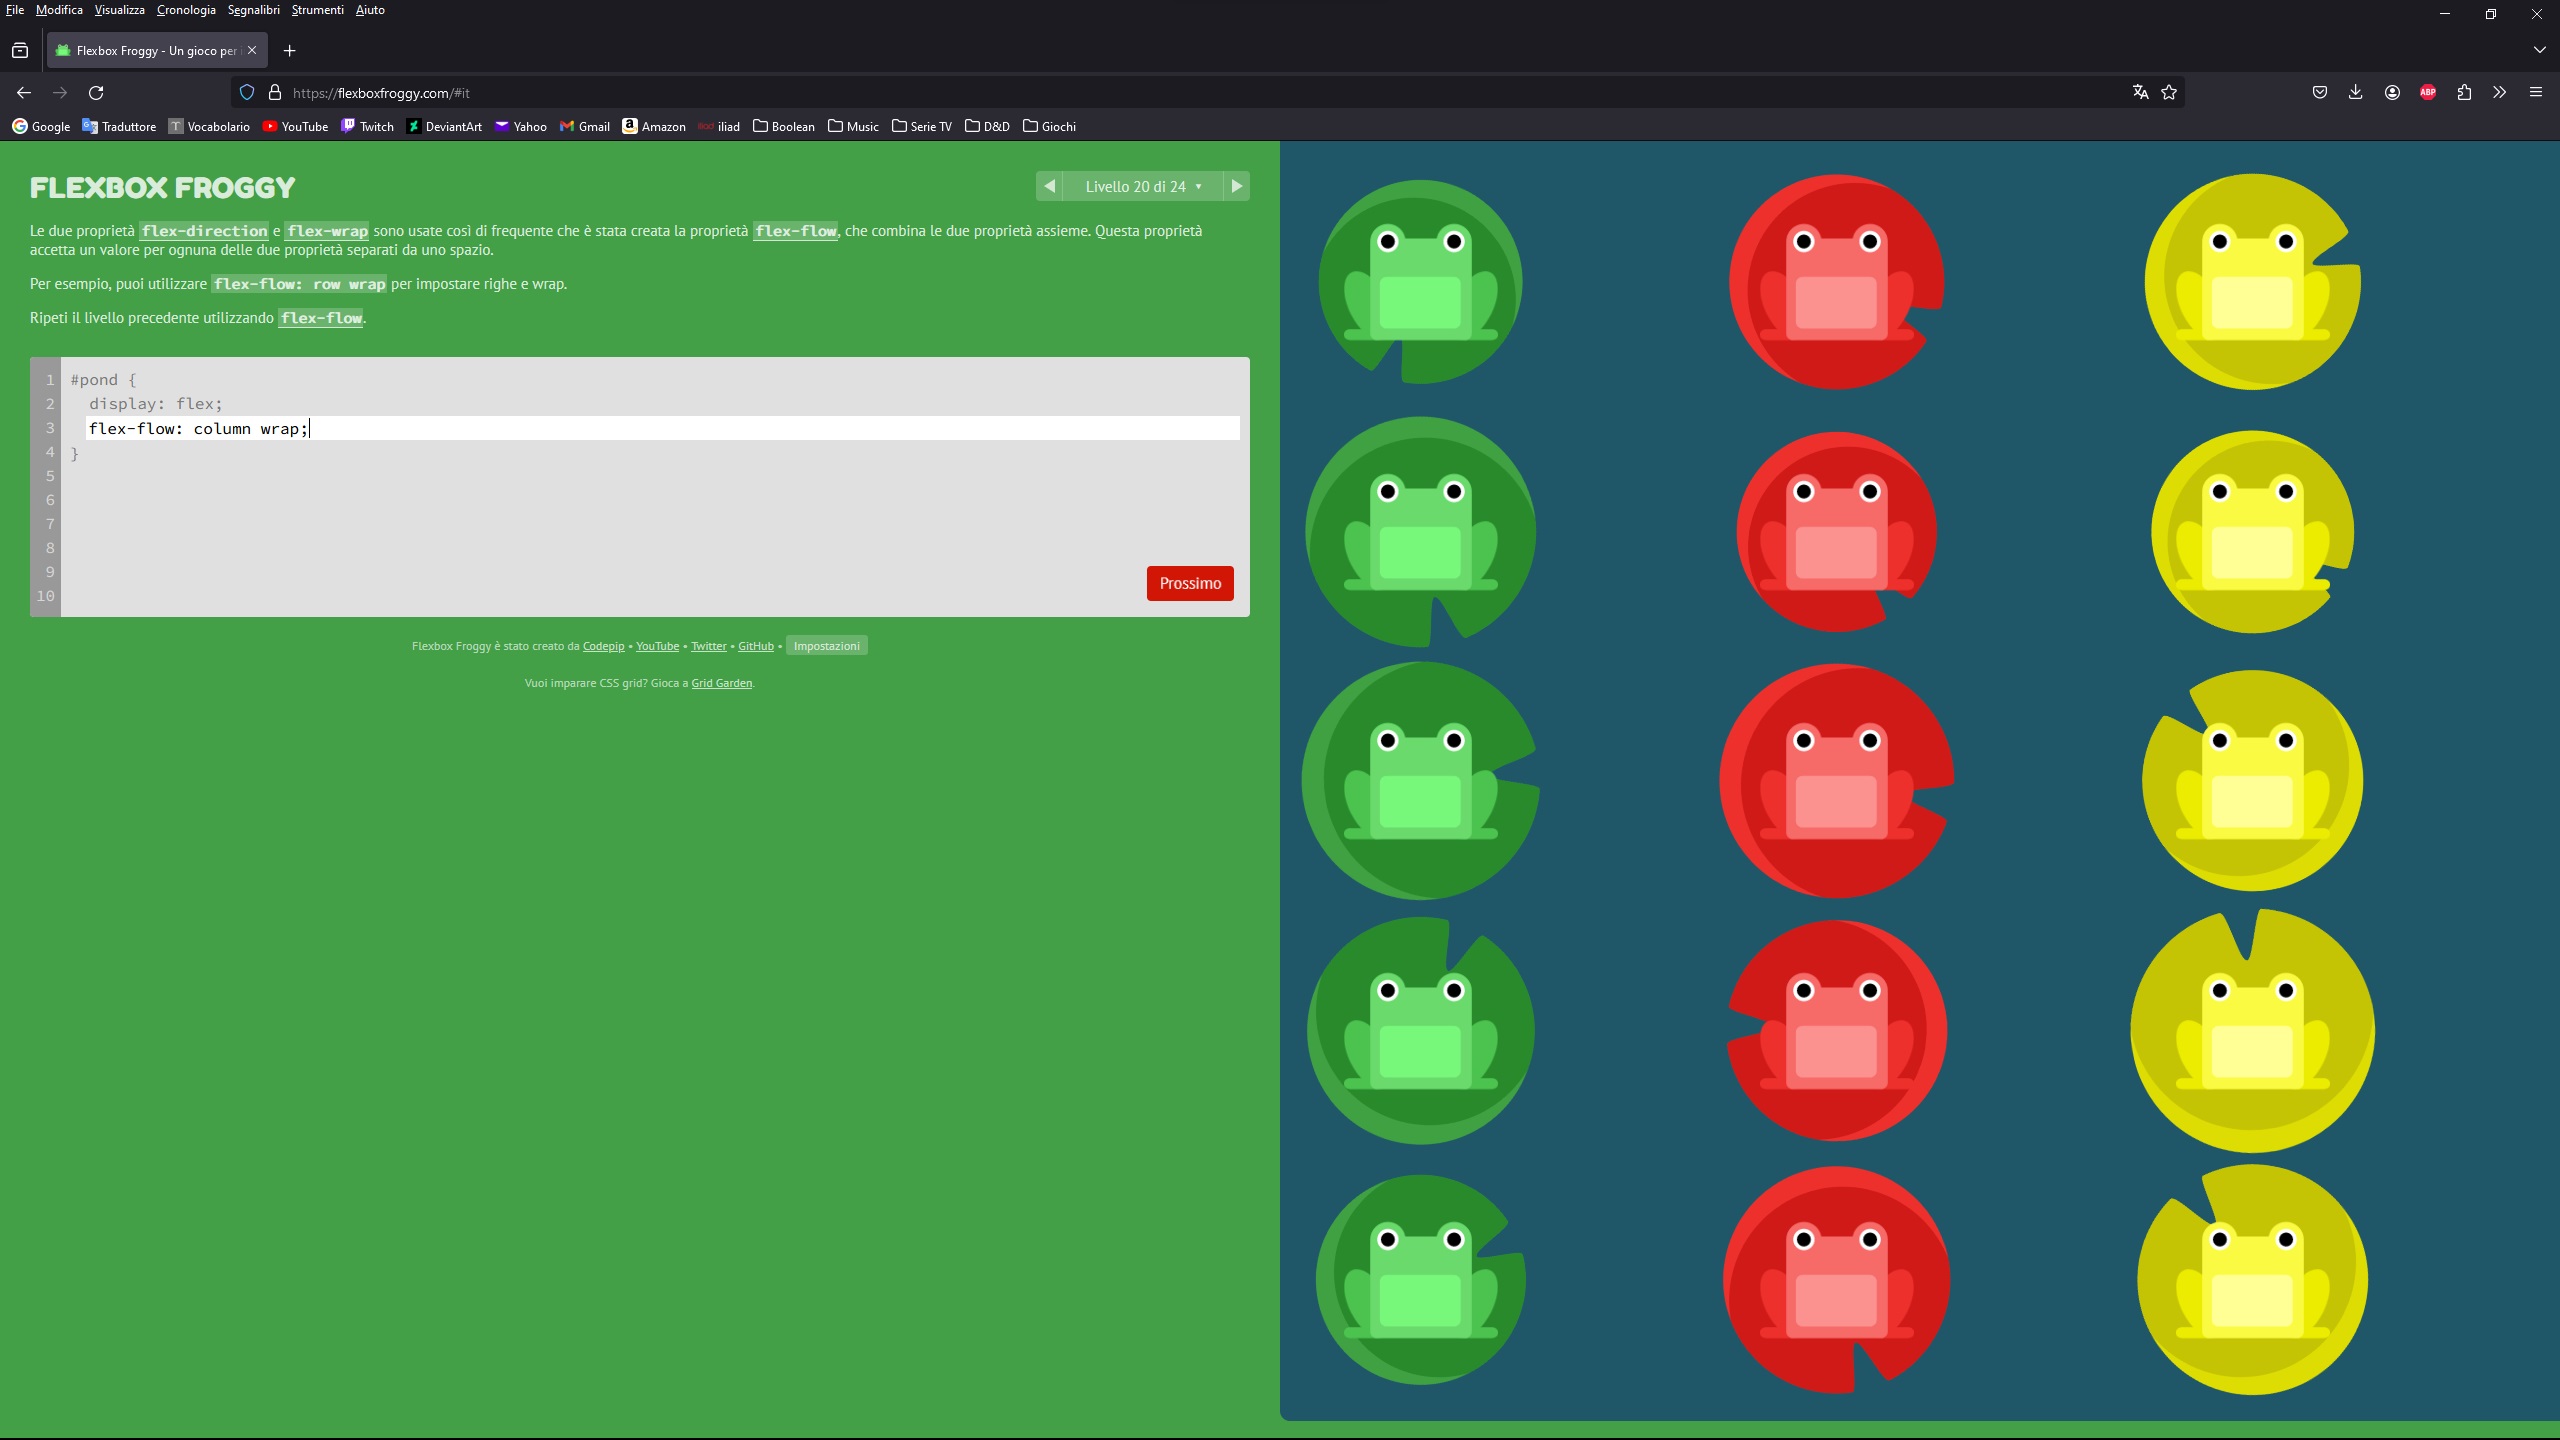 File Modifica Visualizza Cronologia Segnalibri Strumenti Aiuto
Flexbox Froggy - Un gioco per i
https://flexboxfroggy.com/#it
ABP
Google Traduttore T Vocabolario YouTube Twitch DeviantArt Yahoo Gmail Amazon iliad iliad Boolean Music Serie TV D&D Giochi
FLEXBOX FROGGY
◀ Livello 20 di 24 ▾ ▶
Le due proprietà flex-direction e flex-wrap sono usate così di frequente che è stata creata la proprietà flex-flow, che combina le due proprietà assieme. Questa proprietà
accetta un valore per ognuna delle due proprietà separati da uno spazio.
Per esempio, puoi utilizzare flex-flow: row wrap per impostare righe e wrap.
Ripeti il livello precedente utilizzando flex-flow.
1 #pond {
2 display: flex;
3 flex-flow: column wrap;
4 }
5
6
7
8
9
10
Prossimo
Flexbox Froggy è stato creato da Codepip • YouTube • Twitter • GitHub • Impostazioni
Vuoi imparare CSS grid? Gioca a Grid Garden.